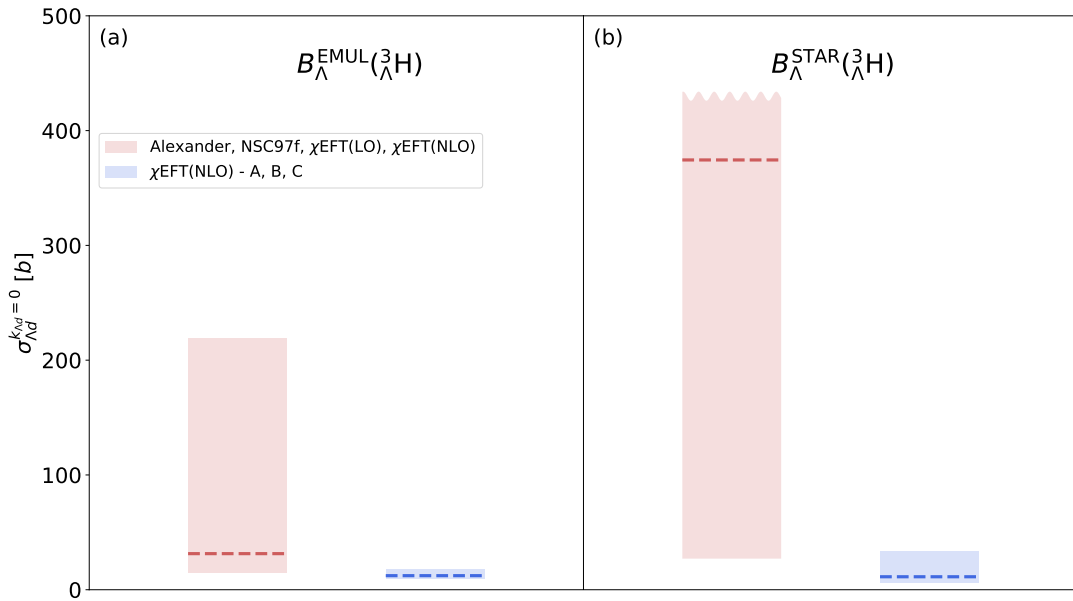 (a)
B_Λ^EMUL(³_ΛH)
(b)
B_Λ^STAR(³_ΛH)
Alexander, NSC97f, χEFT(LO), χEFT(NLO)
χEFT(NLO) - A, B, C
500
400
300
200
100
0
σ_Λd^{k_Λd = 0} [b]